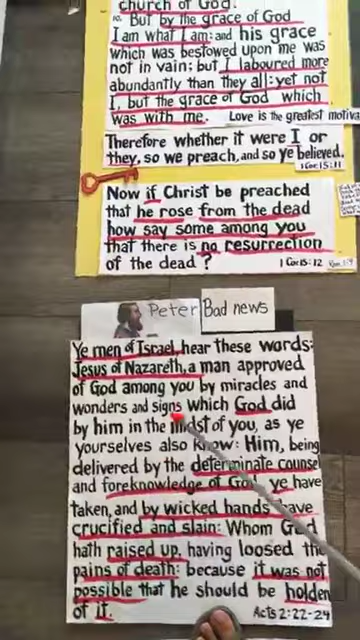 church of God.
10. But by the grace of God
I am what I am: and his grace
which was bestowed upon me was
not in vain; but I laboured more
abundantly than they all: yet not
I, but the grace of God which
was with me. Love is the greatest motiva
Therefore whether it were I or
they, so we preach, and so ye believed.
1 Cor 15:11
Now if Christ be preached
that he rose from the dead
how say some among you
that there is no resurrection
of the dead? 1 Cor 15:12
Peter Bad news
Ye men of Israel, hear these words:
Jesus of Nazareth, a man approved
of God among you by miracles and
wonders and signs which God did
by him in the midst of you, as ye
yourselves also know: Him, being
delivered by the determinate counsel
and foreknowledge of God, ye have
taken, and by wicked hands have
crucified and slain: Whom God
hath raised up, having loosed the
pains of death: because it was not
possible that he should be holden
of it. Acts 2:22-24